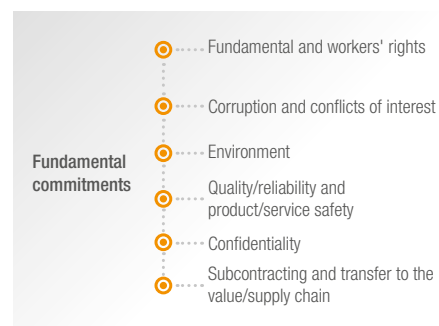 Fundamental and workers' rights
Corruption and conflicts of interest
Environment
Fundamental
commitments
Quality/reliability and
product/service safety
Confidentiality
Subcontracting and transfer to the
value/supply chain